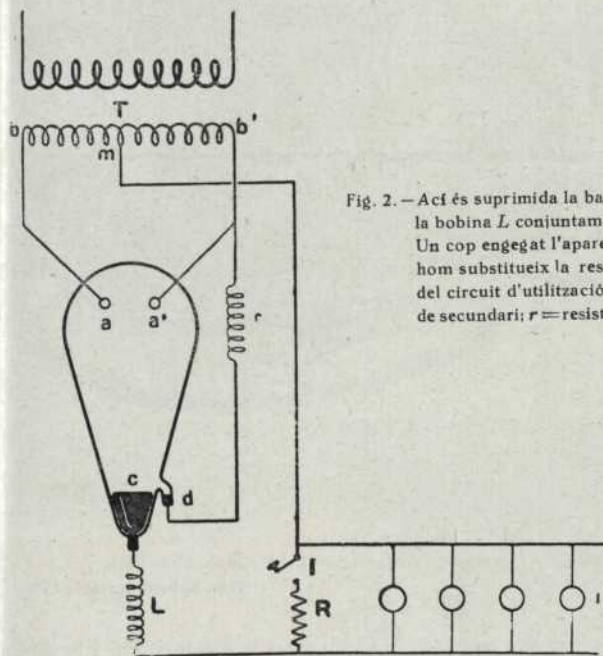 T
b b'
m
Fig. 2. — Ací és suprimida la ba
la bobina L conjuntam
Un cop engegat l'apare
hom substitueix la res
del circuit d'utilització
de secundari; r = resist
a a' r
c
d
I
L R